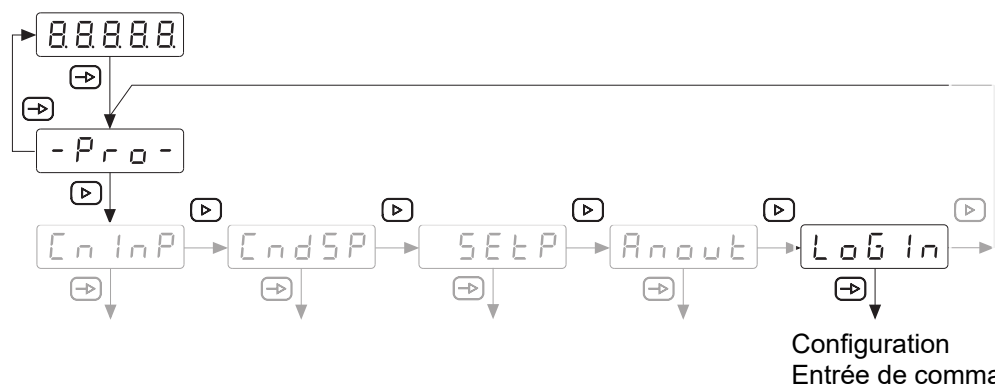 88888
-Pro-
CnInP CndSP SEtP Anout LoGIn
Configuration
Entrée de comma